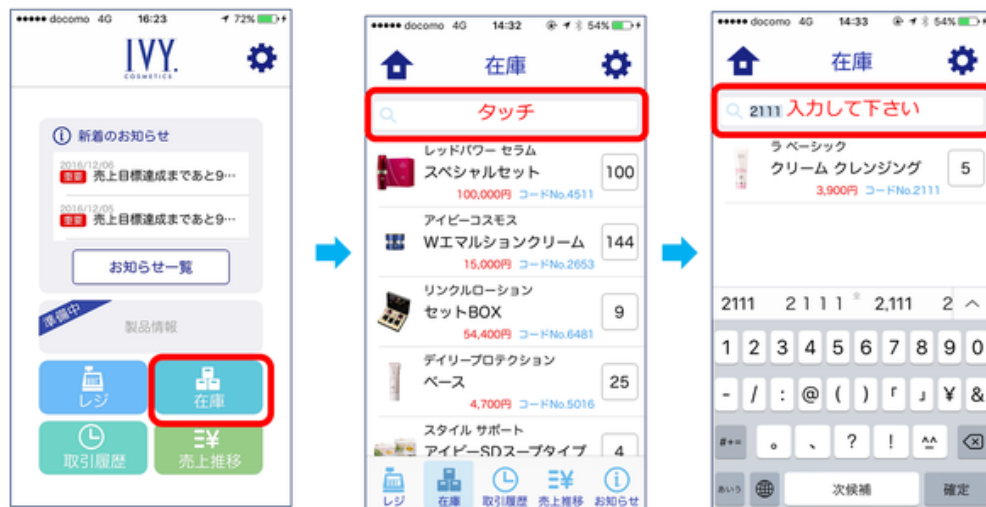 docomo 4G 16:23 72%
IVY.
COSMETICS
新着のお知らせ
2016/12/06
重要 売上目標達成まであと9…
2016/12/05
重要 売上目標達成まであと9…
お知らせ一覧
準備中
製品情報
レジ
在庫
取引履歴
売上推移
docomo 4G 14:32 54%
在庫
タッチ
レッドパワー セラム
スペシャルセット
100
100,000円 コードNo.4511
アイビーコスモス
Wエマルションクリーム
144
15,000円 コードNo.2653
リンクルローション
セットBOX
9
54,400円 コードNo.6481
デイリープロテクション
ベース
25
4,700円 コードNo.5016
スタイル サポート
アイビーSDスープタイプ
4
レジ 在庫 取引履歴 売上推移 お知らせ
docomo 4G 14:33 54%
在庫
2111 入力して下さい
ラ ベーシック
クリーム クレンジング
5
3,900円 コードNo.2111
2111 2111 全 2,111 2
1 2 3 4 5 6 7 8 9 0
- / : @ ( ) 「 」 ¥ &
#+= 。 、 ? ! ^^
あいう 次候補 確定